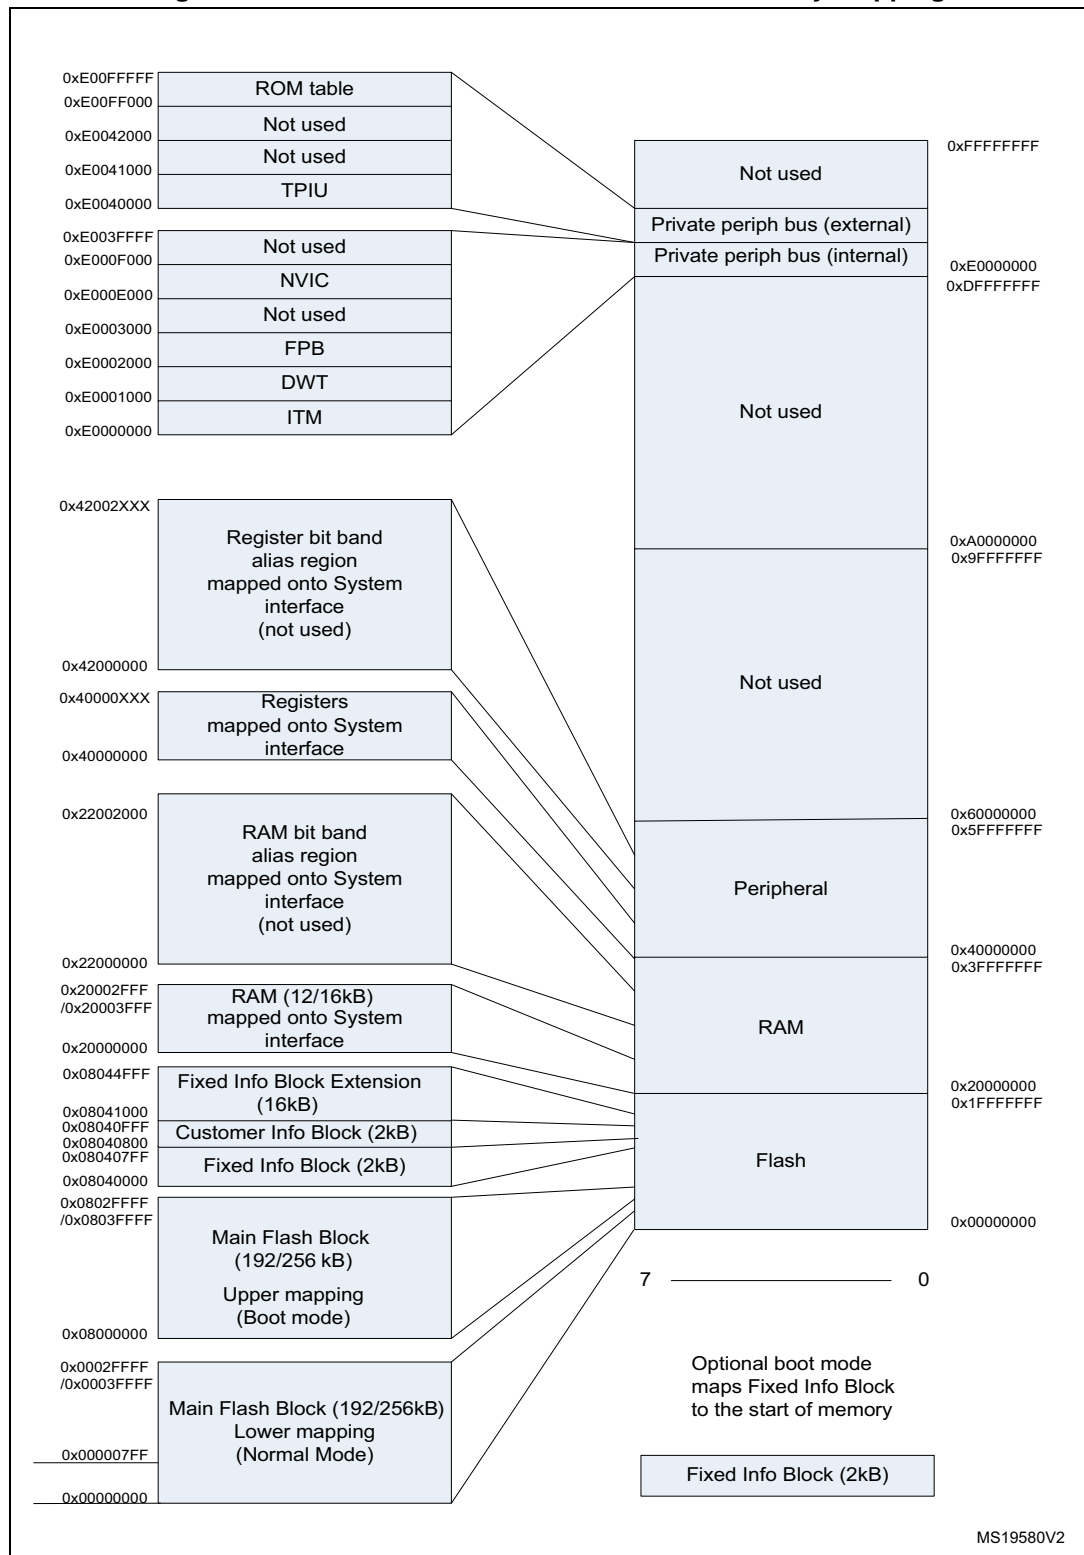 0xE00FFFFF
ROM table
0xE00FF000
Not used
0xE0042000
Not used
0xE0041000
TPIU
0xE0040000
0xE003FFFF
Not used
0xE000F000
NVIC
0xE000E000
Not used
0xE0003000
FPB
0xE0002000
DWT
0xE0001000
ITM
0xE0000000
0x42002XXX
Register bit band
alias region
mapped onto System
interface
(not used)
0x42000000
0x40000XXX
Registers
mapped onto System
interface
0x40000000
0x22002000
RAM bit band
alias region
mapped onto System
interface
(not used)
0x22000000
0x20002FFF
/0x20003FFF
RAM (12/16kB)
mapped onto System
interface
0x20000000
0x08044FFF
Fixed Info Block Extension
(16kB)
0x08041000
0x08040FFF
Customer Info Block (2kB)
0x08040800
0x080407FF
Fixed Info Block (2kB)
0x08040000
0x0802FFFF
/0x0803FFFF
Main Flash Block
(192/256 kB)
Upper mapping
(Boot mode)
0x08000000
0x0002FFFF
/0x0003FFFF
Main Flash Block (192/256kB)
Lower mapping
(Normal Mode)
0x000007FF
0x00000000
0xFFFFFFFF
Not used
Private periph bus (external)
Private periph bus (internal)
0xE0000000
0xDFFFFFFF
Not used
0xA0000000
0x9FFFFFFF
Not used
0x60000000
0x5FFFFFFF
Peripheral
0x40000000
0x3FFFFFFF
RAM
0x20000000
0x1FFFFFFF
Flash
0x00000000
7 0
Optional boot mode
maps Fixed Info Block
to the start of memory
Fixed Info Block (2kB)
MS19580V2